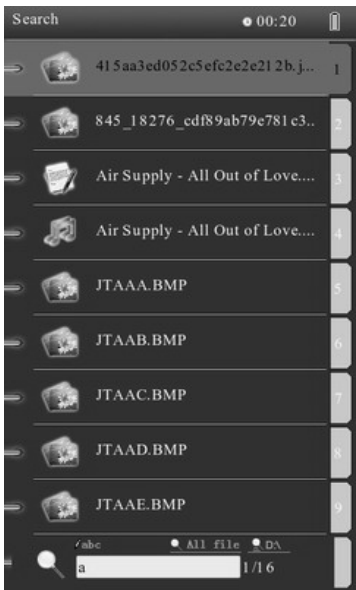 Search 00:20
415aa3ed052c5efc2e2e212b.j... 1
845_18276_cdf89ab79e781c3.. 2
Air Supply - All Out of Love.... 3
Air Supply - All Out of Love.... 4
JTAAA.BMP 5
JTAAB.BMP 6
JTAAC.BMP 7
JTAAD.BMP 8
JTAAE.BMP 9
abc All file D:\
a 1/16